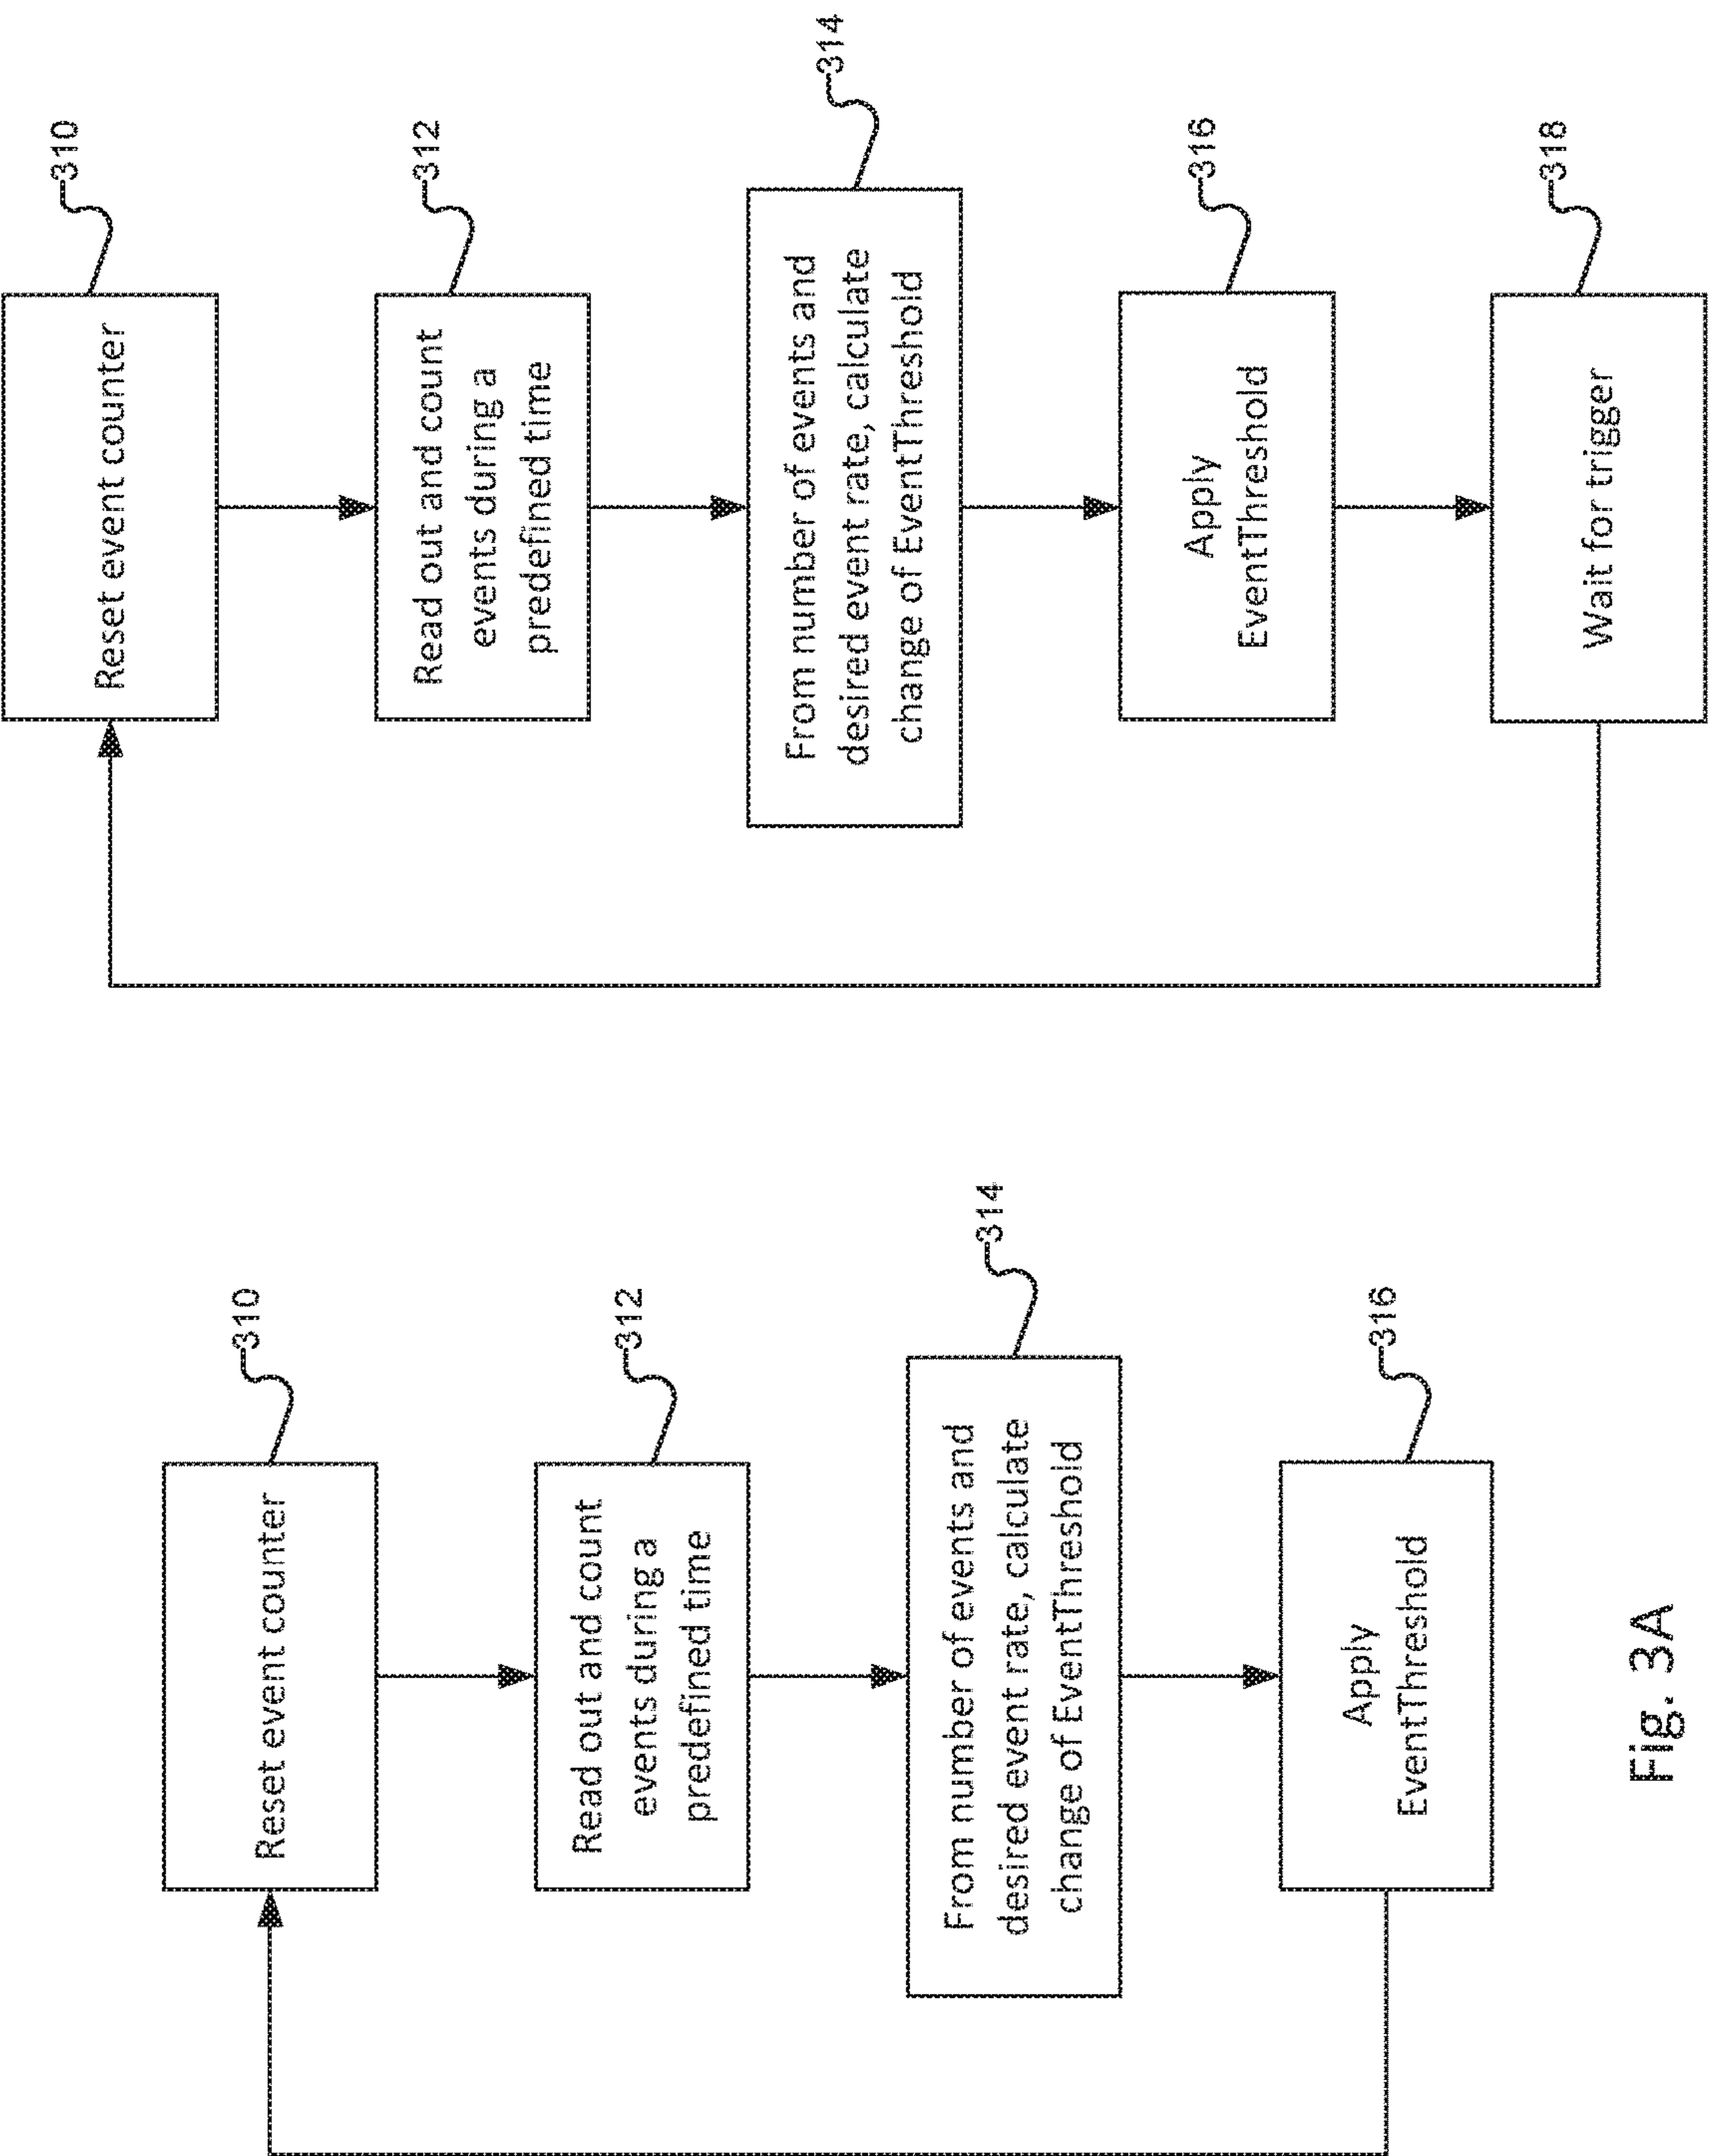 310
Reset event counter
312
Read out and count
events during a
predefined time
314
From number of events and
desired event rate, calculate
change of EventThreshold
316
Apply
EventThreshold
Fig. 3A
310
Reset event counter
312
Read out and count
events during a
predefined time
314
From number of events and
desired event rate, calculate
change of EventThreshold
316
Apply
EventThreshold
318
Wait for trigger